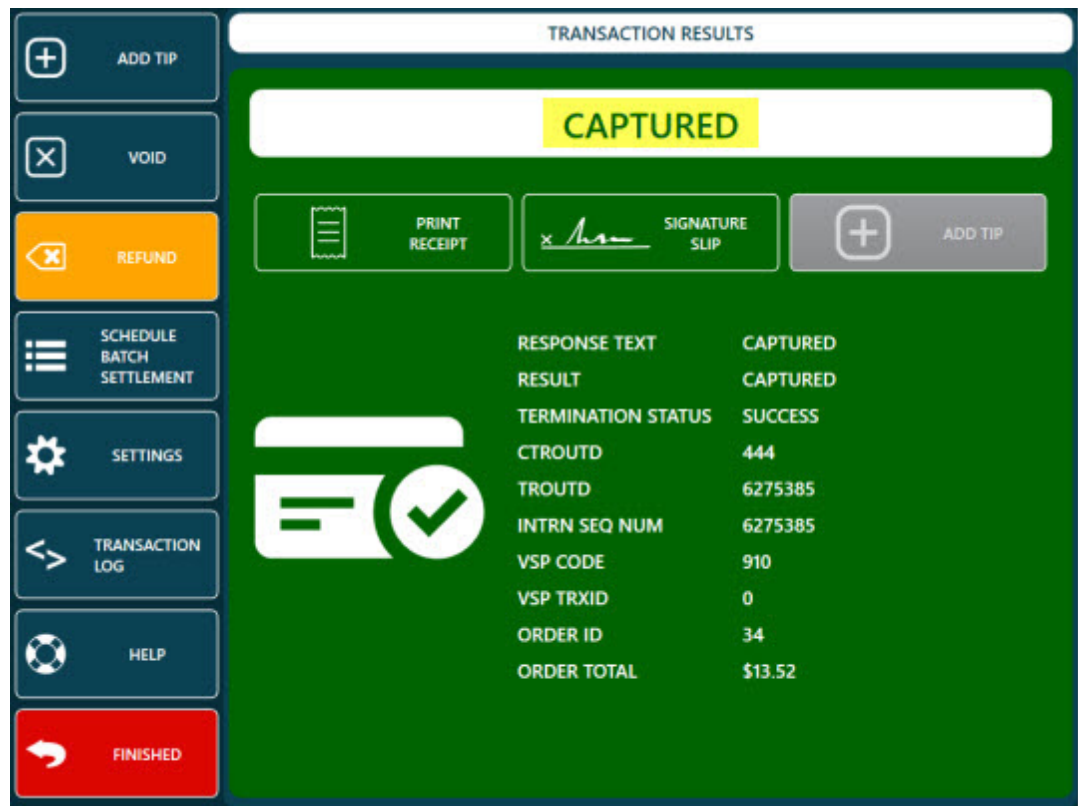 ADD TIP
VOID
REFUND
SCHEDULE
BATCH
SETTLEMENT
SETTINGS
TRANSACTION
LOG
HELP
FINISHED
TRANSACTION RESULTS
CAPTURED
PRINT
RECEIPT
SIGNATURE
SLIP
ADD TIP
RESPONSE TEXT CAPTURED
RESULT CAPTURED
TERMINATION STATUS SUCCESS
CTROUTD 444
TROUTD 6275385
INTRN SEQ NUM 6275385
VSP CODE 910
VSP TRXID 0
ORDER ID 34
ORDER TOTAL $13.52